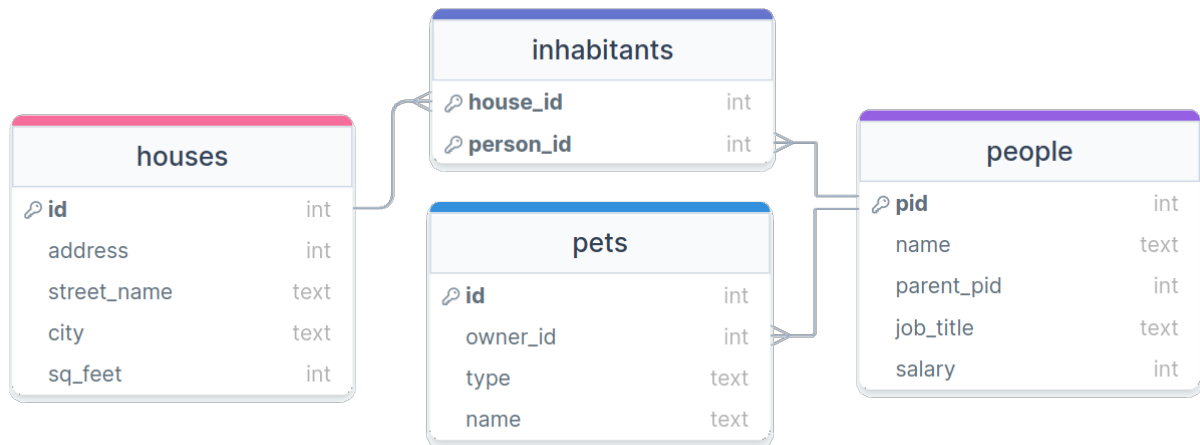 inhabitants
house_id int
person_id int
houses
id int
address int
street_name text
city text
sq_feet int
pets
id int
owner_id int
type text
name text
people
pid int
name text
parent_pid int
job_title text
salary int